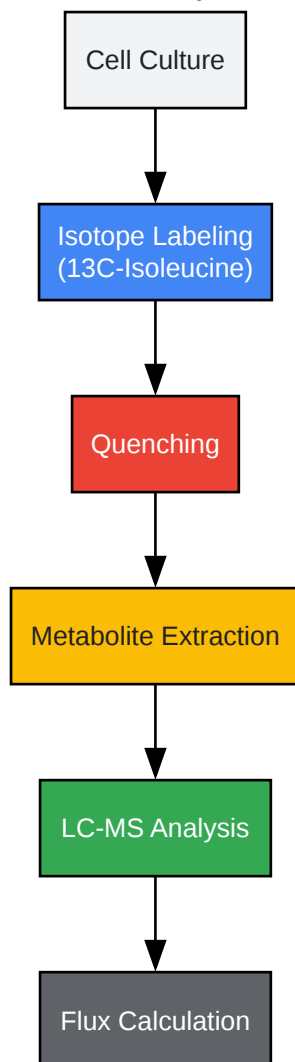 Cell Culture
Isotope Labeling
(13C-Isoleucine)
Quenching
Metabolite Extraction
LC-MS Analysis
Flux Calculation